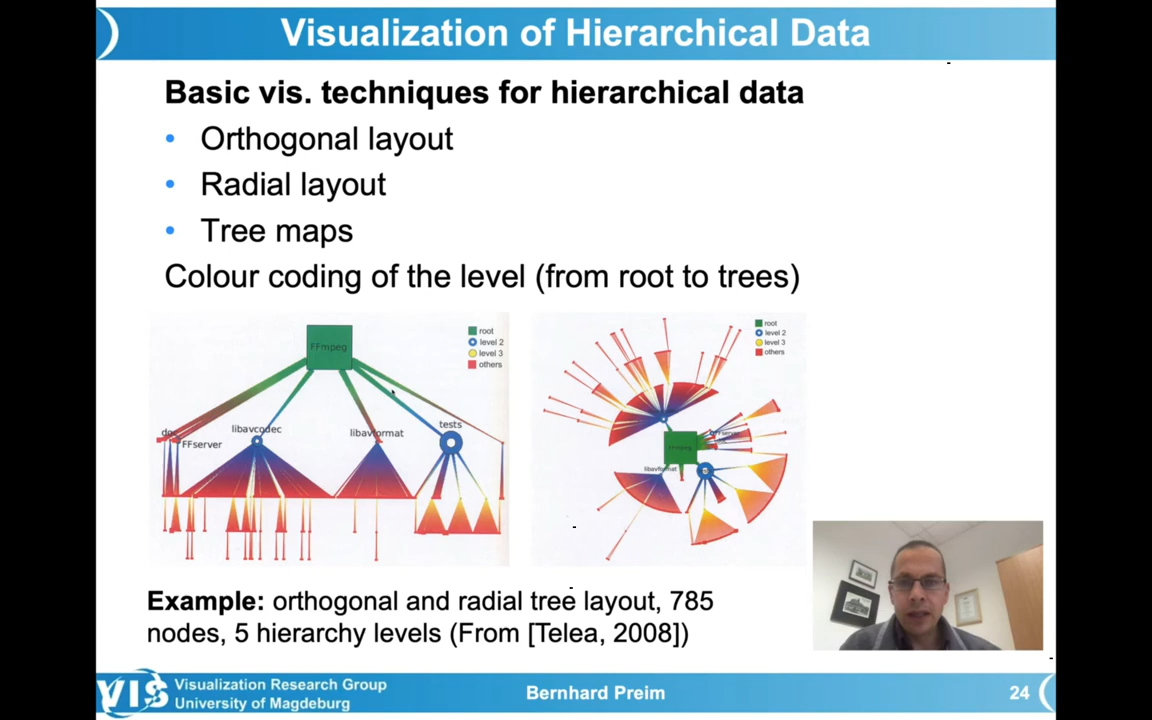 Visualization of Hierarchical Data
Basic vis. techniques for hierarchical data
• Orthogonal layout
• Radial layout
• Tree maps
Colour coding of the level (from root to trees)
FFmpeg
root
level 2
level 3
others
libavcodec
libavformat
tests
FFserver
root
level 2
level 3
others
Example: orthogonal and radial tree layout, 785
nodes, 5 hierarchy levels (From [Telea, 2008])
VIS
Visualization Research Group
University of Magdeburg
Bernhard Preim
24